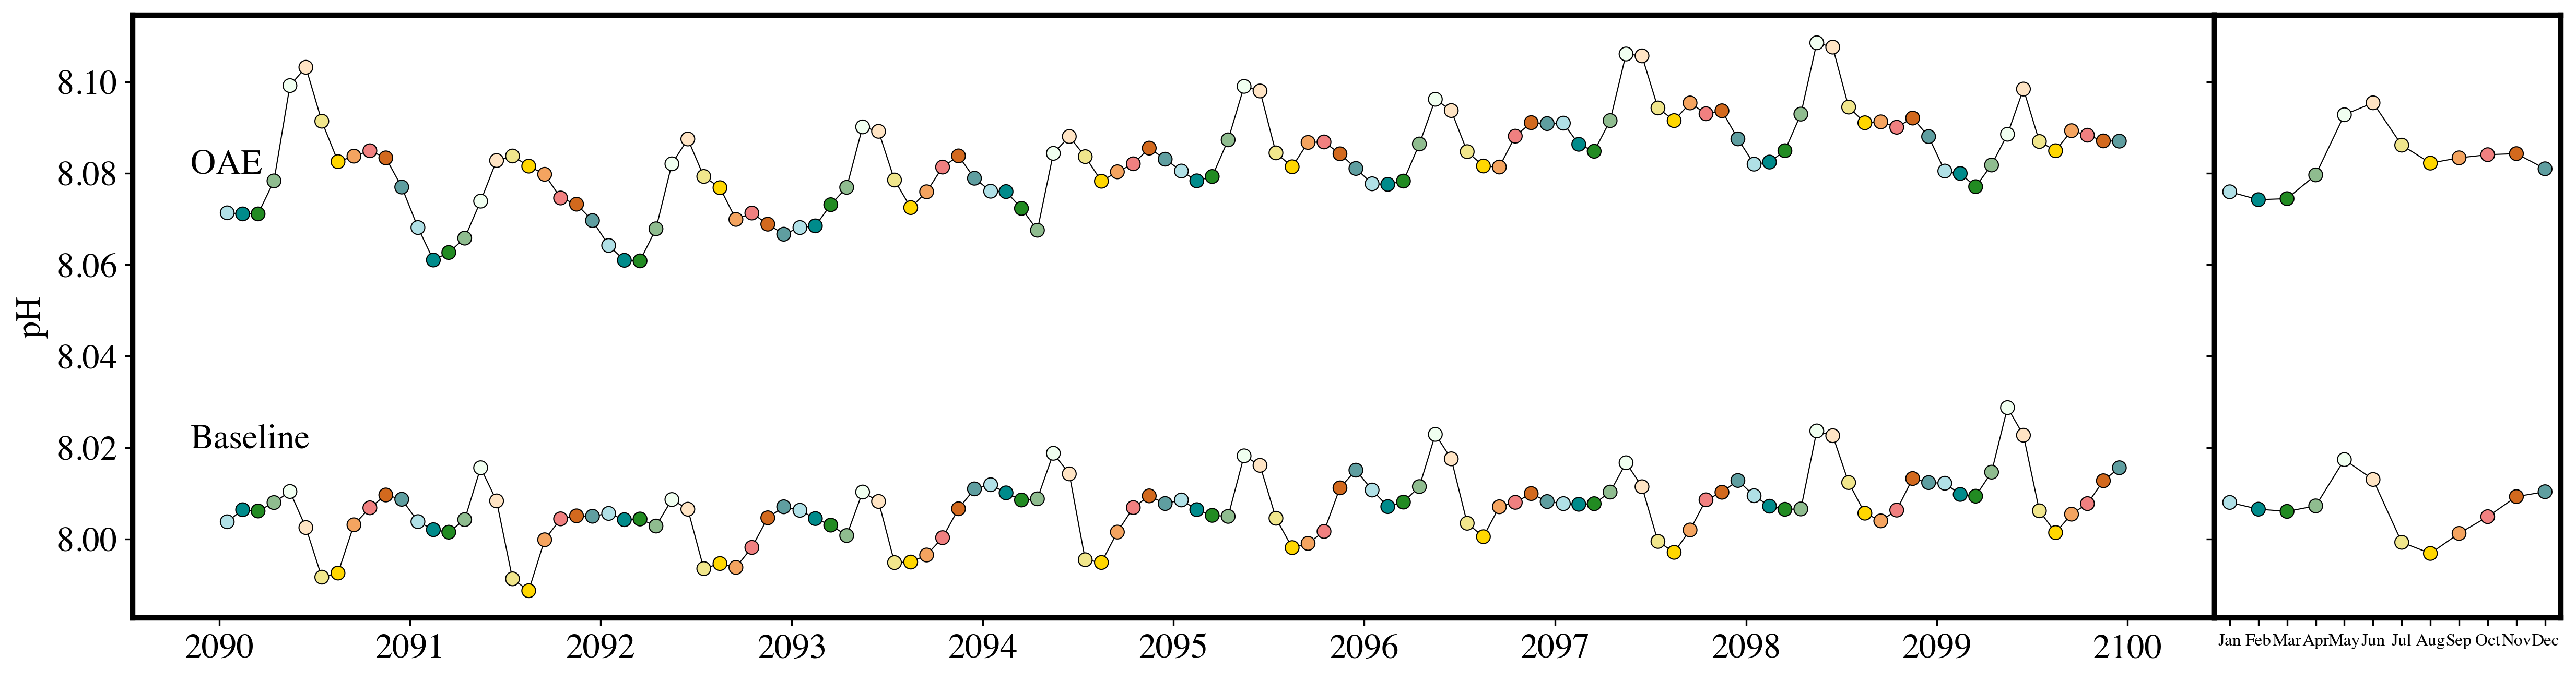 8.10
OAE
8.08
8.06
pH
8.04
8.02
Baseline
8.00
2090 2091 2092 2093 2094 2095 2096 2097 2098 2099 2100
Jan Feb Mar Apr May Jun Jul Aug Sep Oct Nov Dec